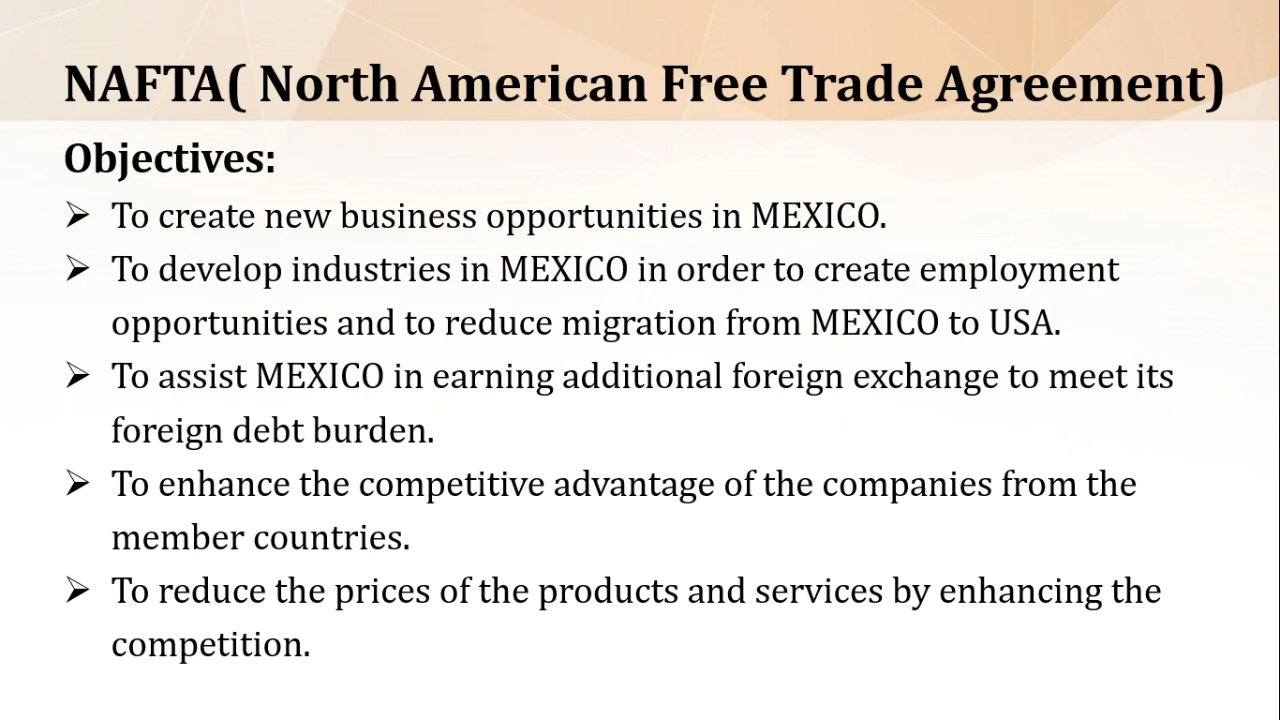 NAFTA( North American Free Trade Agreement)
Objectives:
➢ To create new business opportunities in MEXICO.
➢ To develop industries in MEXICO in order to create employment
opportunities and to reduce migration from MEXICO to USA.
➢ To assist MEXICO in earning additional foreign exchange to meet its
foreign debt burden.
➢ To enhance the competitive advantage of the companies from the
member countries.
➢ To reduce the prices of the products and services by enhancing the
competition.